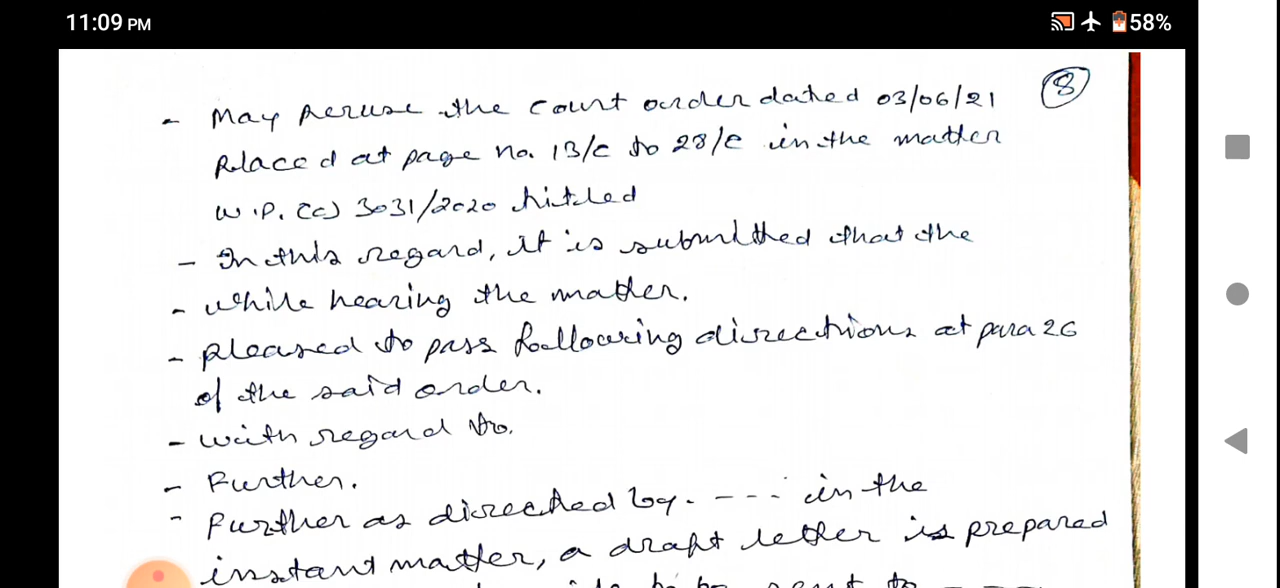 11:09 PM 58%
8
- May peruse the court order dated 03/06/21
placed at page no. 13/c to 28/c in the matter
W.P. (c) 3031/2020 titled
- In this regard, it is submitted that the
- while hearing the matter.
- pleased to pass following directions at para 26
of the said order.
- with regard to.
- Further.
- Further as directed by. --- in the
instant matter, a draft letter is prepared
sent to ----